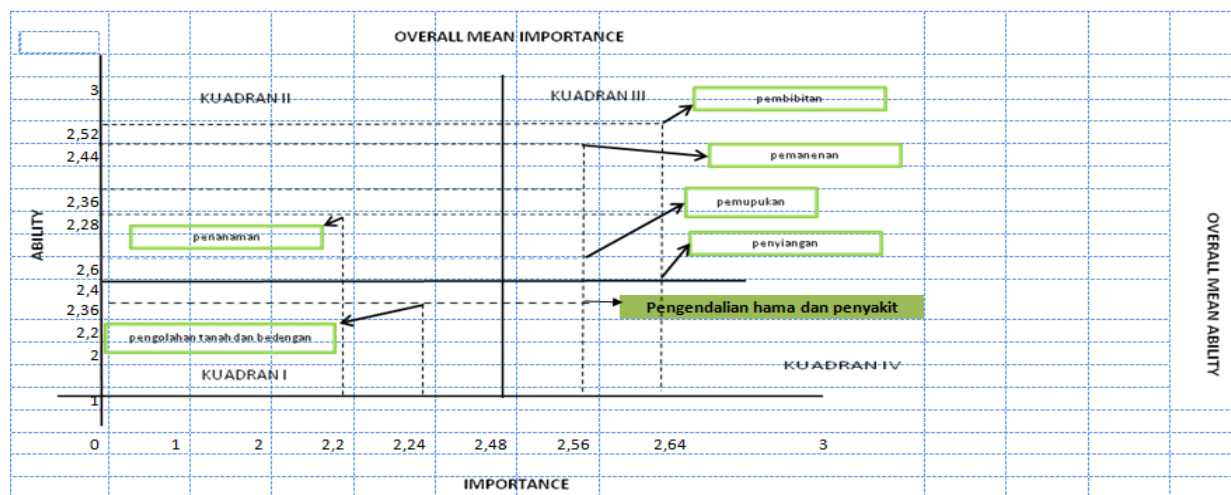 OVERALL MEAN IMPORTANCE
3
KUADRAN II
KUADRAN III
pembibitan
2,52
2,44
pemanenan
2,36
pemupukan
2,28
penanaman
penyiangan
ABILITY
OVERALL MEAN ABILITY
2,6
2,4
2,36
Pengendalian hama dan penyakit
2,2
pengolahan tanah dan bedengan
2
KUADRAN I
KUADRAN IV
1
0 1 2 2,2 2,24 2,48 2,56 2,64 3
IMPORTANCE